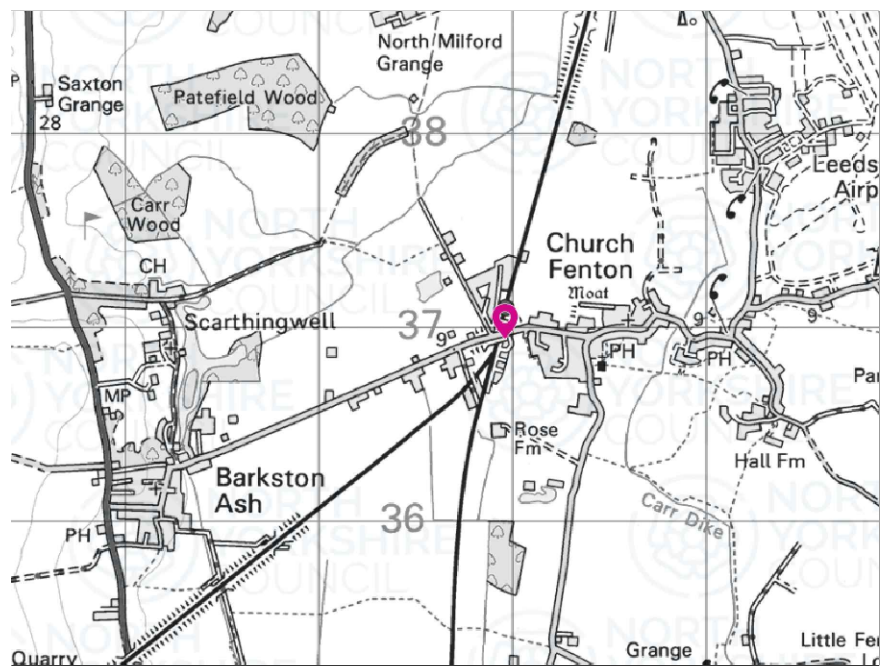 North Milford
Grange
P
Saxton
Grange
28
Patefield Wood
38
Carr
Wood
Leeds
Airp
CH
Church
Fenton
Moat
Scarthingwell
37
9
9
9
PH
PH
MP
Par
Rose
Fm
Hall Fm
Barkston
Ash
36
Carr Dike
PH
Quarry
Grange
Little Fen
NORTH
YORKSHIRE
COUNCIL